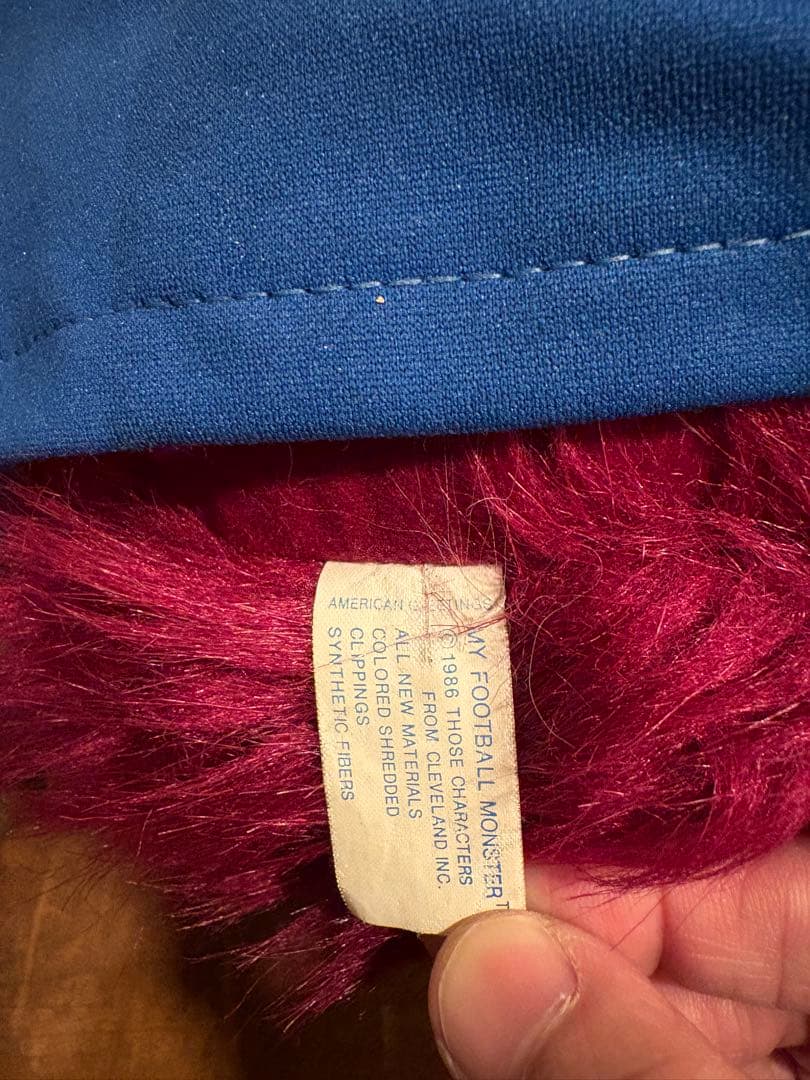 AMERICAN GREETINGS
MY FOOTBALL MONSTER T
© 1986 THOSE CHARACTERS
FROM CLEVELAND INC.
ALL NEW MATERIALS
COLORED SHREDDED
CLIPPINGS
SYNTHETIC FIBERS